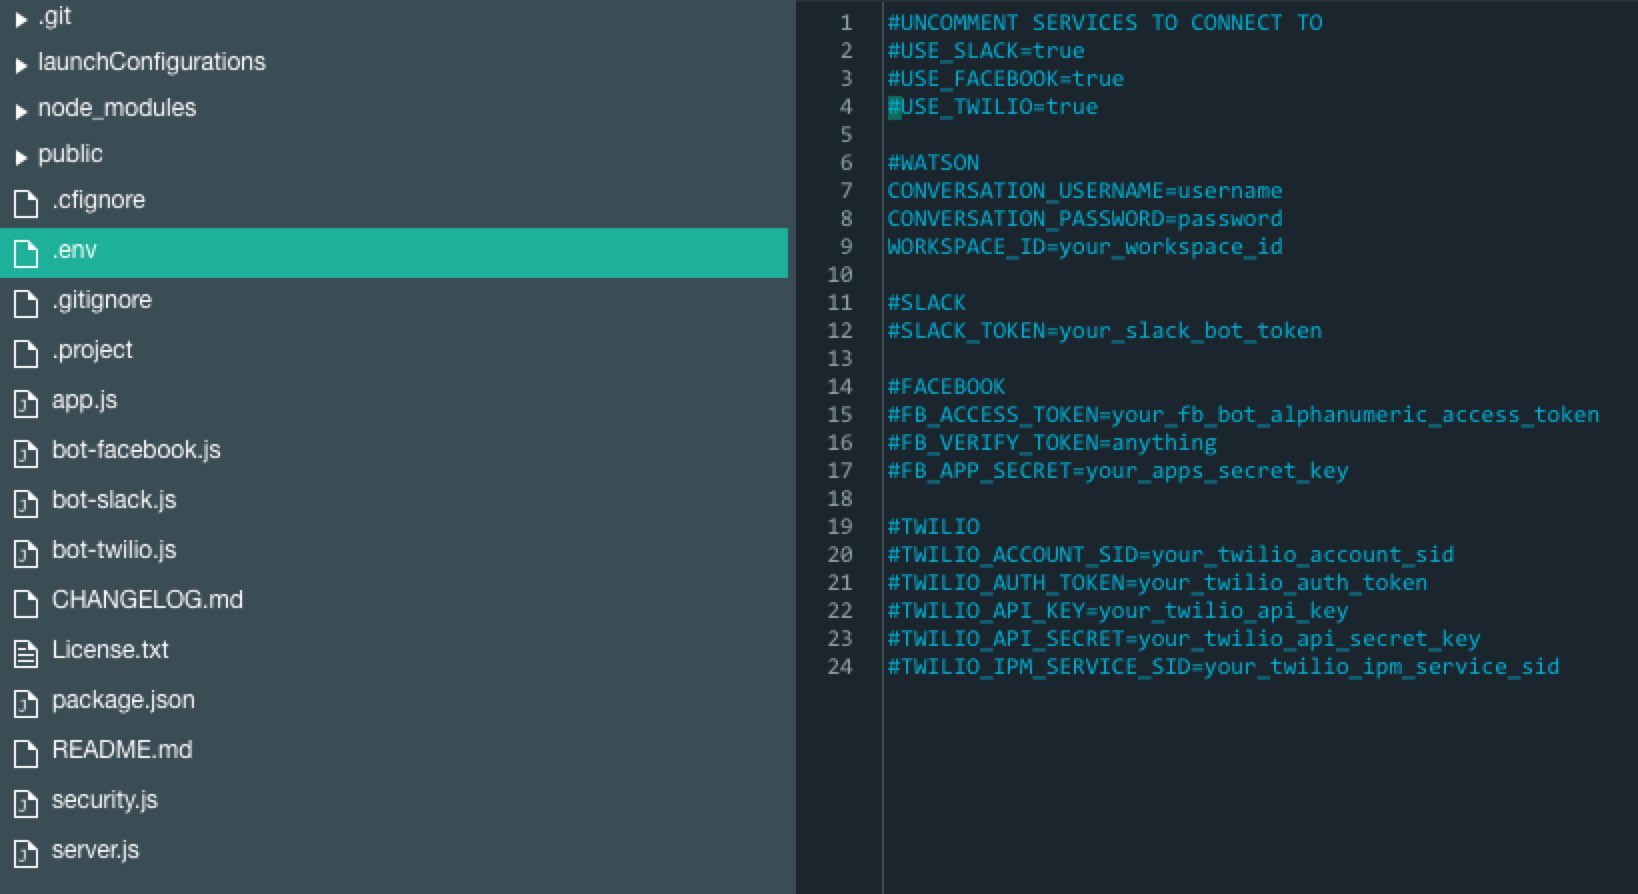 .git
launchConfigurations
node_modules
public
.cfignore
.env
.gitignore
.project
app.js
bot-facebook.js
bot-slack.js
bot-twilio.js
CHANGELOG.md
License.txt
package.json
README.md
security.js
server.js
1 #UNCOMMENT SERVICES TO CONNECT TO
2 #USE_SLACK=true
3 #USE_FACEBOOK=true
4 #USE_TWILIO=true
5
6 #WATSON
7 CONVERSATION_USERNAME=username
8 CONVERSATION_PASSWORD=password
9 WORKSPACE_ID=your_workspace_id
10
11 #SLACK
12 #SLACK_TOKEN=your_slack_bot_token
13
14 #FACEBOOK
15 #FB_ACCESS_TOKEN=your_fb_bot_alphanumeric_access_token
16 #FB_VERIFY_TOKEN=anything
17 #FB_APP_SECRET=your_apps_secret_key
18
19 #TWILIO
20 #TWILIO_ACCOUNT_SID=your_twilio_account_sid
21 #TWILIO_AUTH_TOKEN=your_twilio_auth_token
22 #TWILIO_API_KEY=your_twilio_api_key
23 #TWILIO_API_SECRET=your_twilio_api_secret_key
24 #TWILIO_IPM_SERVICE_SID=your_twilio_ipm_service_sid